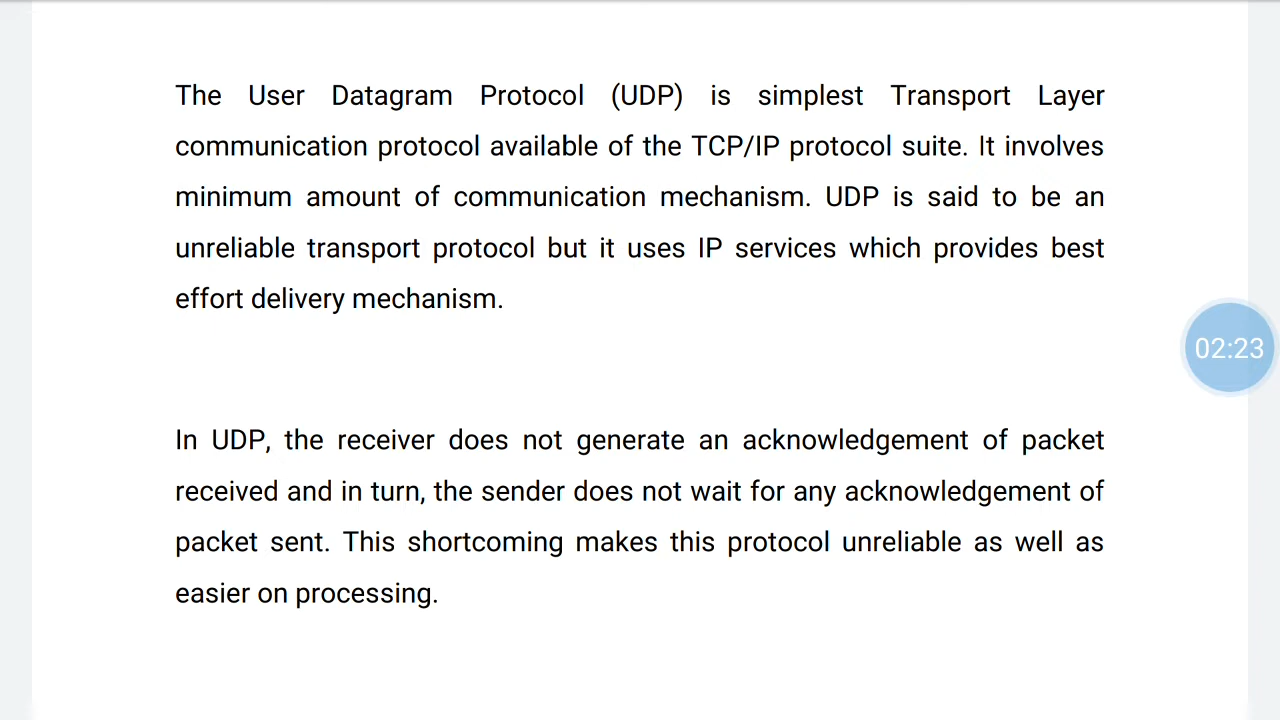 The User Datagram Protocol (UDP) is simplest Transport Layer
communication protocol available of the TCP/IP protocol suite. It involves
minimum amount of communication mechanism. UDP is said to be an
unreliable transport protocol but it uses IP services which provides best
effort delivery mechanism.
02:23
In UDP, the receiver does not generate an acknowledgement of packet
received and in turn, the sender does not wait for any acknowledgement of
packet sent. This shortcoming makes this protocol unreliable as well as
easier on processing.